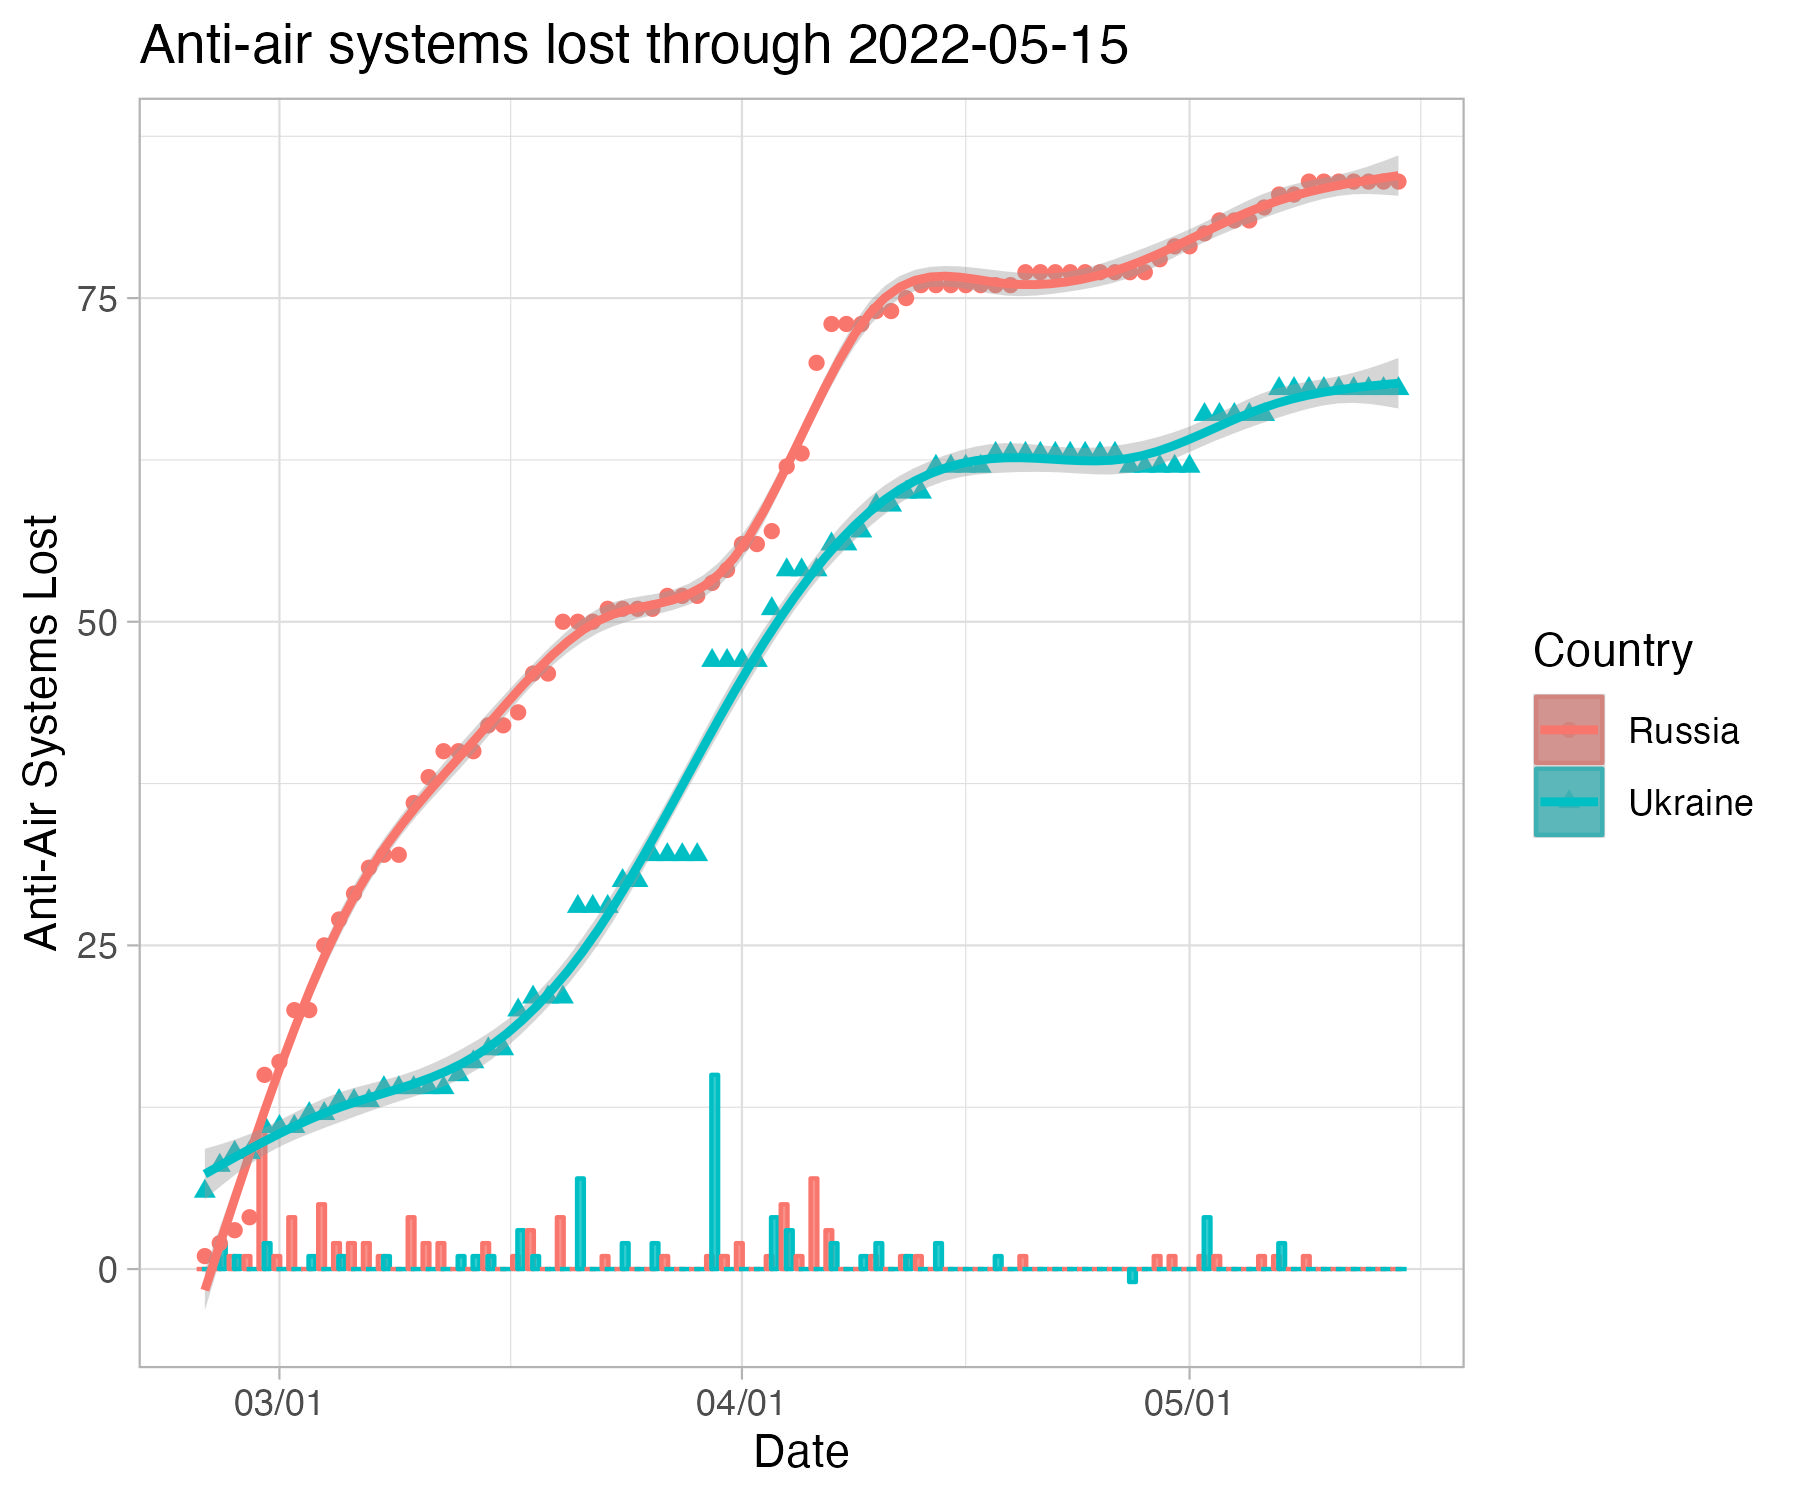 Anti-air systems lost through 2022-05-15
Anti-Air Systems Lost
75
50
25
0
03/01
04/01
05/01
Date
Country
Russia
Ukraine